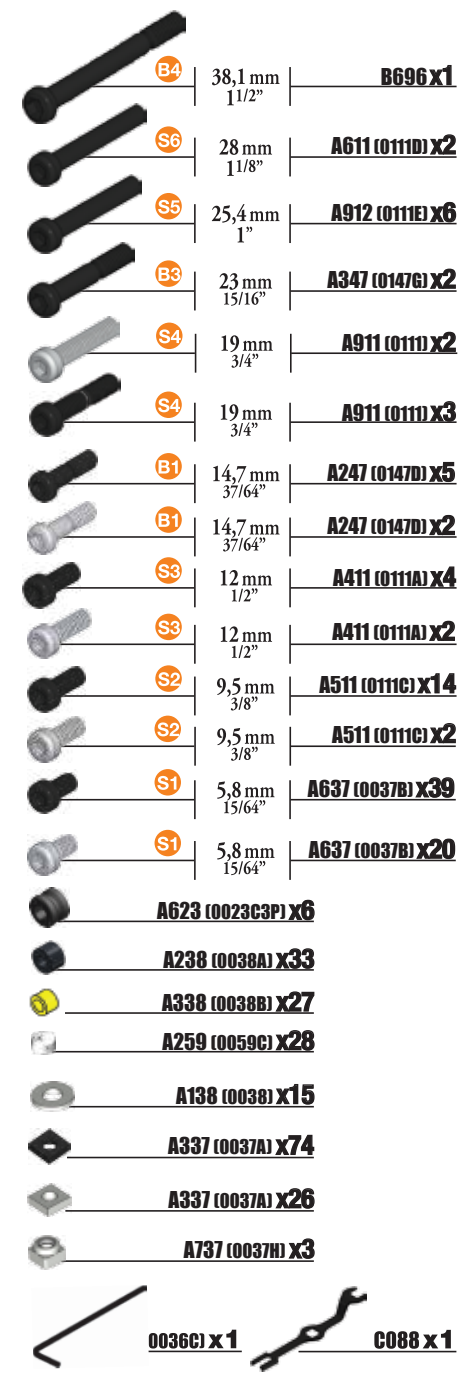 B4 38,1 mm B696 x1
1 1/2”
S6 28 mm A611 (0111D) x2
1 1/8”
S5 25,4 mm A912 (0111E) x6
1”
B3 23 mm A347 (0147G) x2
15/16”
S4 19 mm A911 (0111) x2
3/4”
S4 19 mm A911 (0111) x3
3/4”
B1 14,7 mm A247 (0147D) x5
37/64”
B1 14,7 mm A247 (0147D) x2
37/64”
S3 12 mm A411 (0111A) x4
1/2”
S3 12 mm A411 (0111A) x2
1/2”
S2 9,5 mm A511 (0111C) x14
3/8”
S2 9,5 mm A511 (0111C) x2
3/8”
S1 5,8 mm A637 (0037B) x39
15/64”
S1 5,8 mm A637 (0037B) x20
15/64”
A623 (0023C3P) x6
A238 (0038A) x33
A338 (0038B) x27
A259 (0059C) x28
A138 (0038) x15
A337 (0037A) x74
A337 (0037A) x26
A737 (0037H) x3
0036C) x 1 C088 x 1